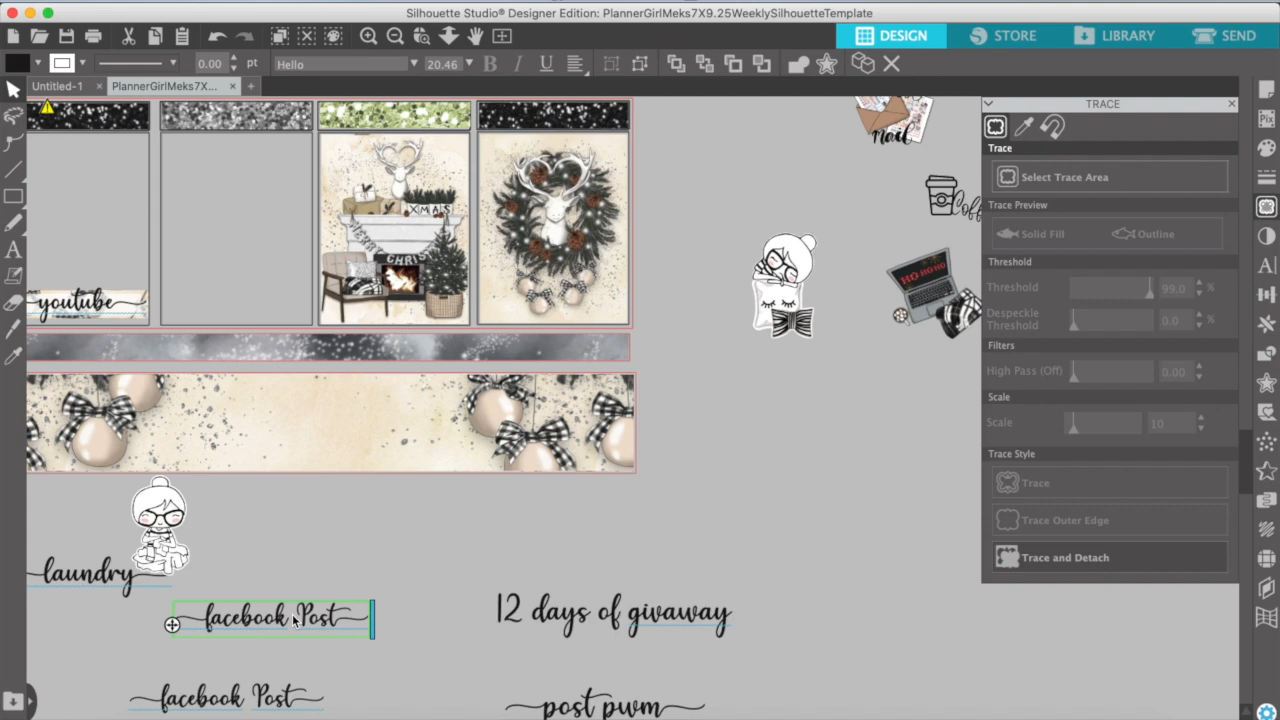 Silhouette Studio® Designer Edition: PlannerGirlMeks7X9.25WeeklySilhouetteTemplate
DESIGN
STORE
LIBRARY
SEND
0.00 pt
Hello
20.46
B I U
Untitled-1
PlannerGirlMeks7X...
TRACE
Trace
Select Trace Area
Trace Preview
Solid Fill
Outline
Threshold
Threshold 99.0 %
Despeckle Threshold 0.0 %
Filters
High Pass (Off) 0.00
Scale
Scale 10
Trace Style
Trace
Trace Outer Edge
Trace and Detach
Mail
HO HO HO
XMAS
MERRY CHRIS
youtube
laundry
facebook Post
12 days of givaway
facebook Post
post pwm